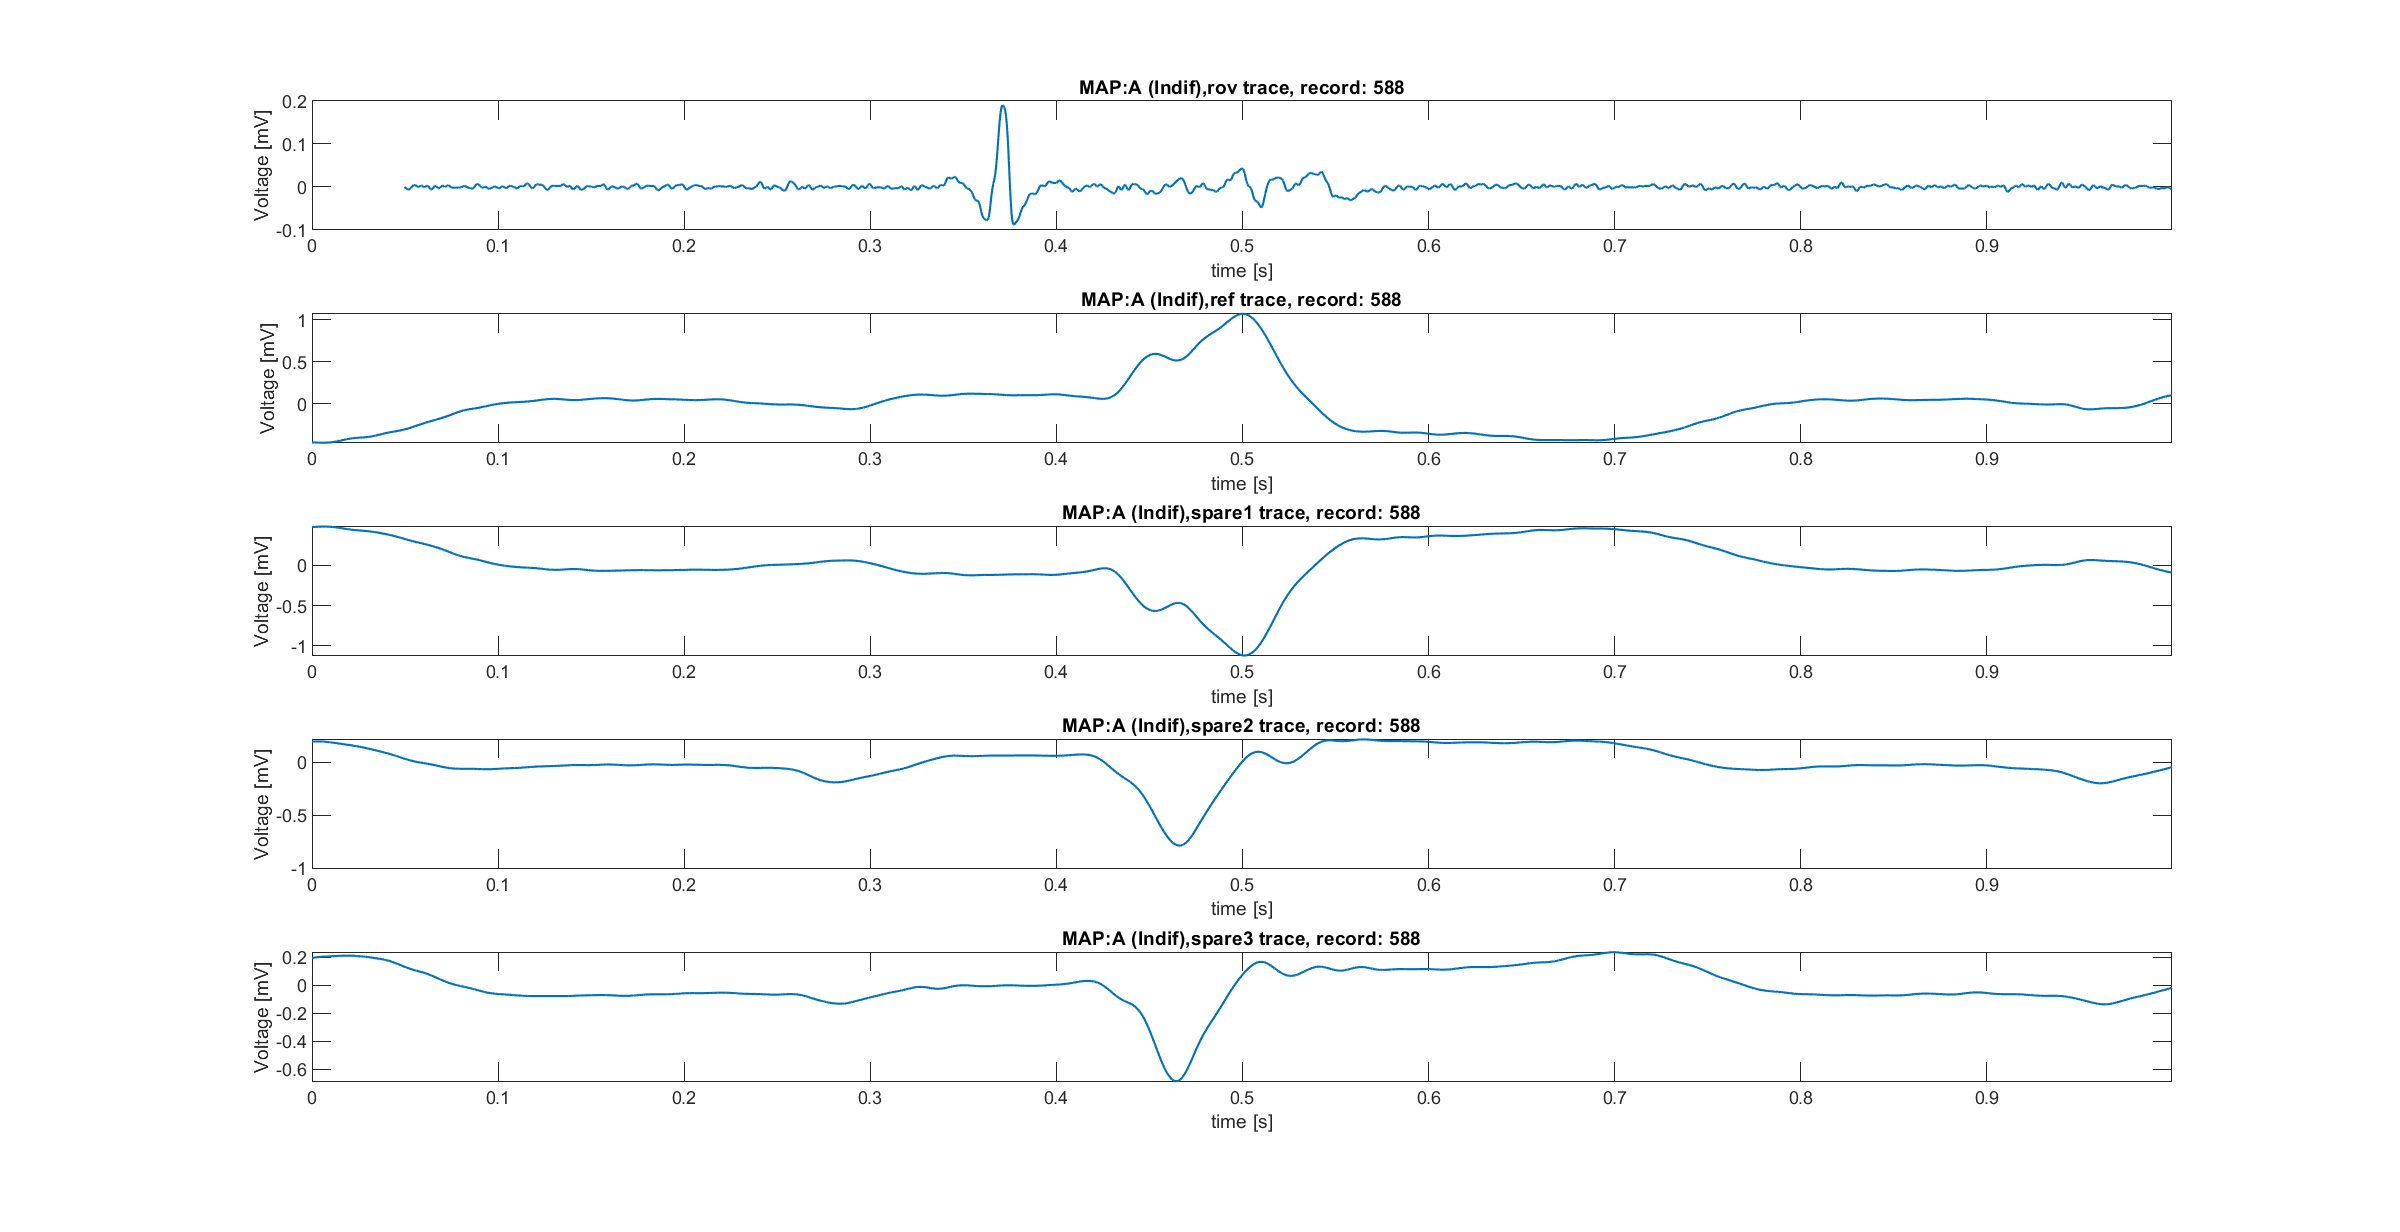 MAP:A (Indif),rov trace, record: 588
Voltage [mV]
0.2
0.1
0
-0.1
0 0.1 0.2 0.3 0.4 0.5 0.6 0.7 0.8 0.9
time [s]
MAP:A (Indif),ref trace, record: 588
Voltage [mV]
1
0.5
0
0 0.1 0.2 0.3 0.4 0.5 0.6 0.7 0.8 0.9
time [s]
MAP:A (Indif),spare1 trace, record: 588
Voltage [mV]
0
-0.5
-1
0 0.1 0.2 0.3 0.4 0.5 0.6 0.7 0.8 0.9
time [s]
MAP:A (Indif),spare2 trace, record: 588
Voltage [mV]
0
-0.5
-1
0 0.1 0.2 0.3 0.4 0.5 0.6 0.7 0.8 0.9
time [s]
MAP:A (Indif),spare3 trace, record: 588
Voltage [mV]
0.2
0
-0.2
-0.4
-0.6
0 0.1 0.2 0.3 0.4 0.5 0.6 0.7 0.8 0.9
time [s]